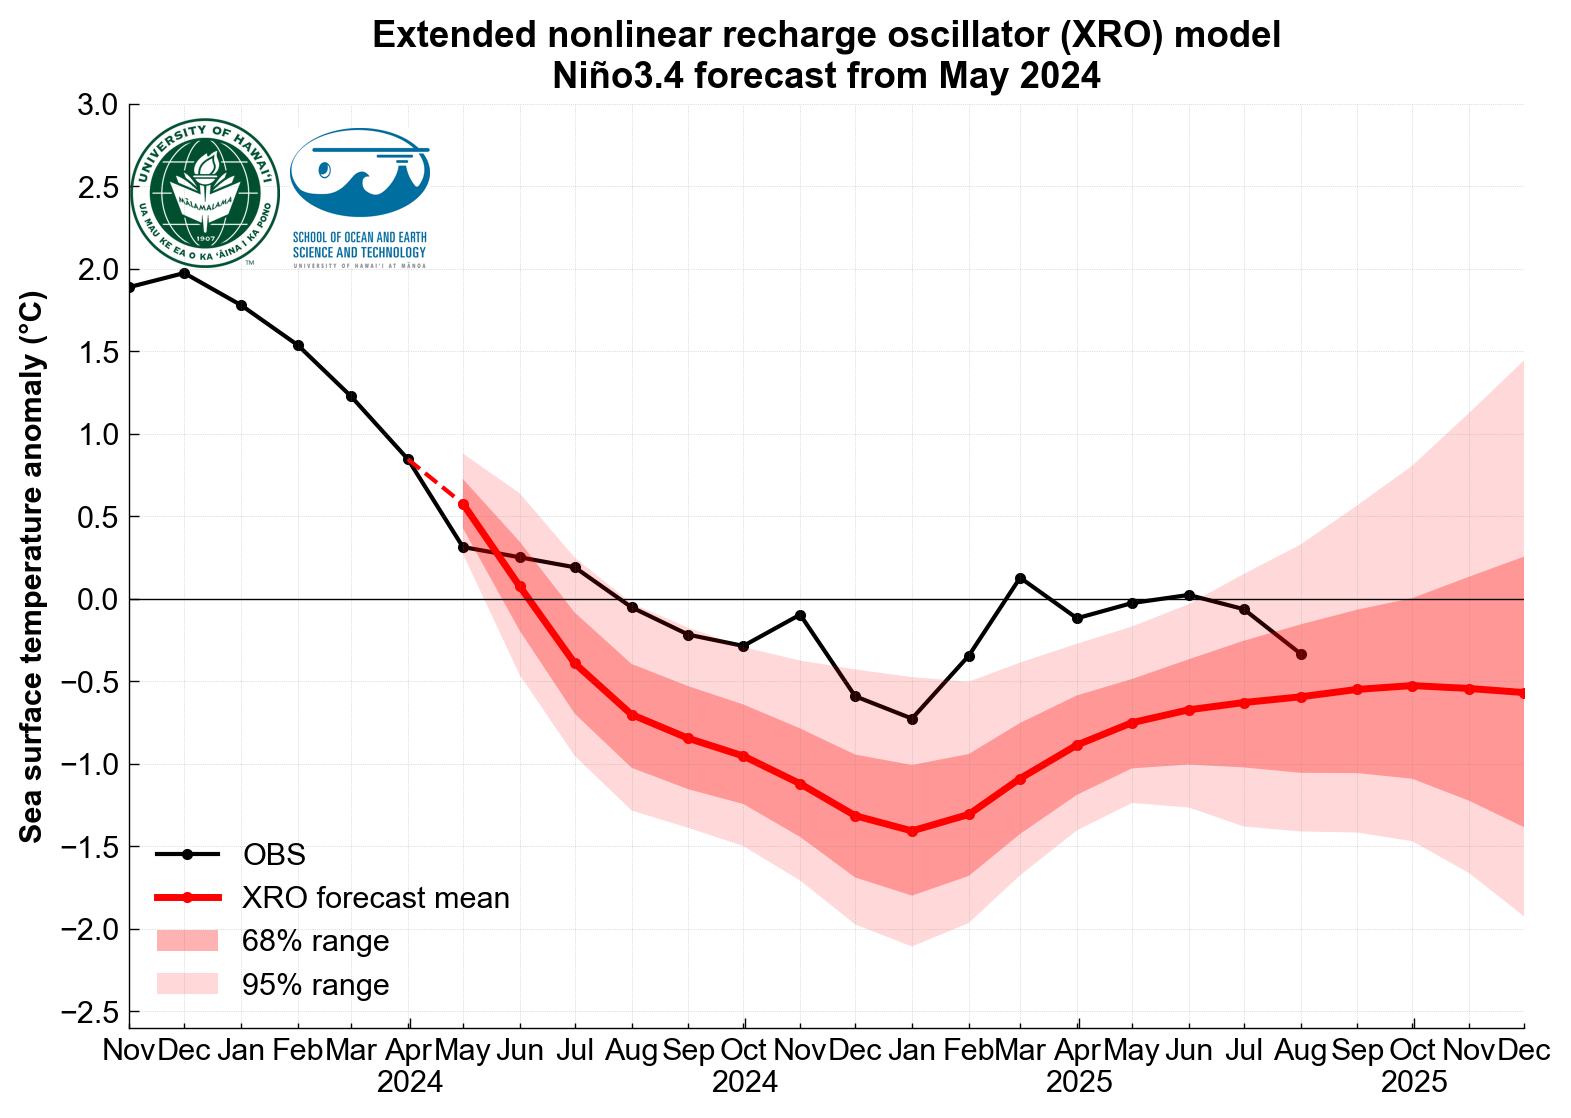 Extended nonlinear recharge oscillator (XRO) model
Niño3.4 forecast from May 2024
Sea surface temperature anomaly (°C)
3.0
2.5
2.0
1.5
1.0
0.5
0.0
−0.5
−1.0
−1.5
−2.0
−2.5
UNIVERSITY OF HAWAIʻI
MĀLAMALAMA
1907
UA MAU KE EA O KA ʻĀINA I KA PONO
TM
SCHOOL OF OCEAN AND EARTH
SCIENCE AND TECHNOLOGY
UNIVERSITY OF HAWAIʻI AT MĀNOA
OBS
XRO forecast mean
68% range
95% range
Nov Dec Jan Feb Mar Apr May Jun Jul Aug Sep Oct Nov Dec Jan Feb Mar Apr May Jun Jul Aug Sep Oct Nov Dec
2024 2024 2025 2025